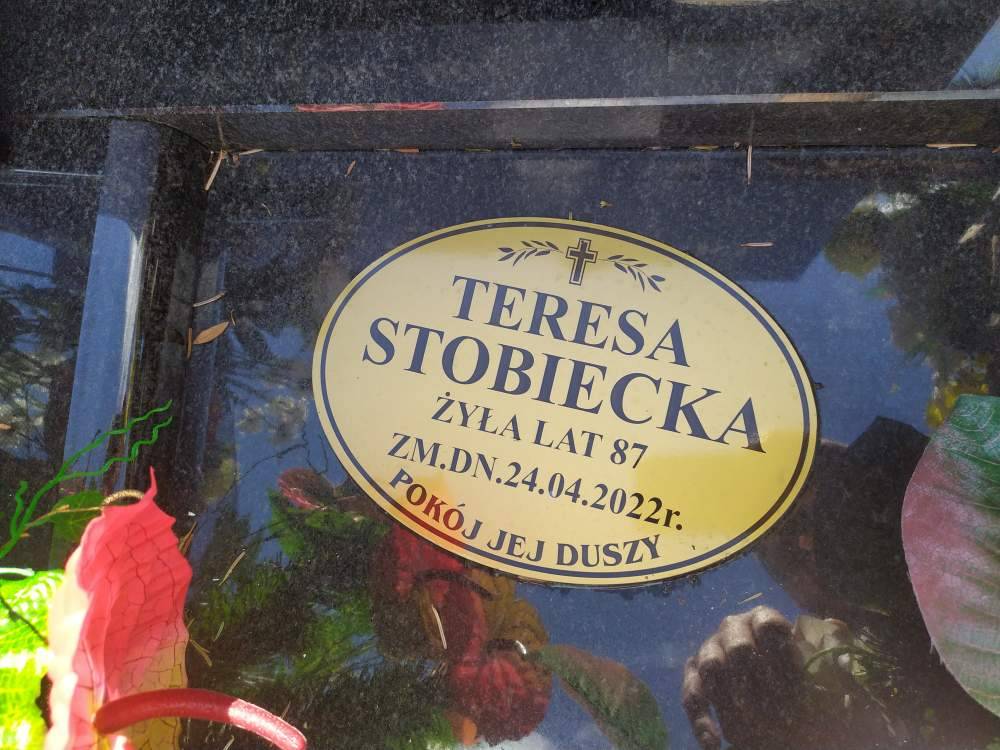 TERESA
STOBIECKA
ŻYŁA LAT 87
ZM.DN.24.04.2022r.
POKÓJ JEJ DUSZY